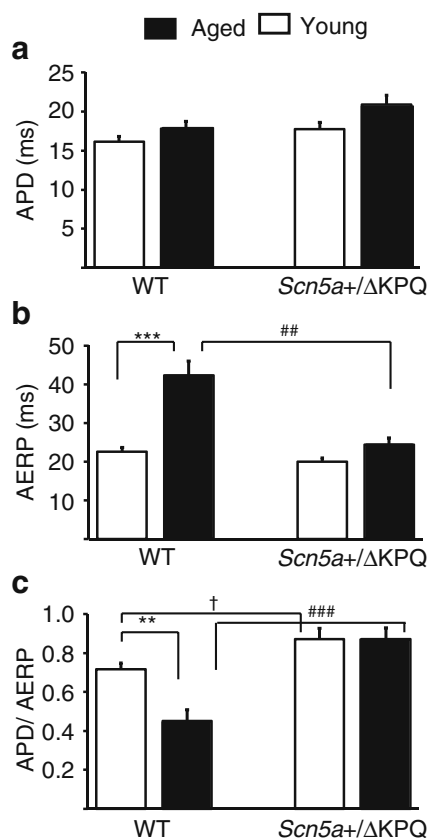 Aged Young
a
25
20
15
10
5
APD (ms)
WT Scn5a+/ΔKPQ
b
*** ##
50
40
30
20
10
AERP (ms)
WT Scn5a+/ΔKPQ
c
† ###
**
1.0
0.8
0.6
0.4
0.2
APD/ AERP
WT Scn5a+/ΔKPQ